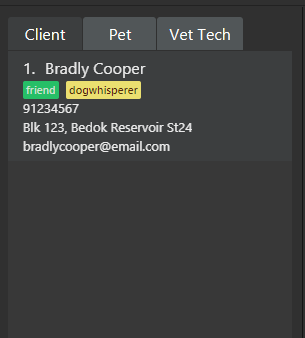 Client Pet Vet Tech
1. Bradly Cooper
friend dogwhisperer
91234567
Blk 123, Bedok Reservoir St24
bradlycooper@email.com